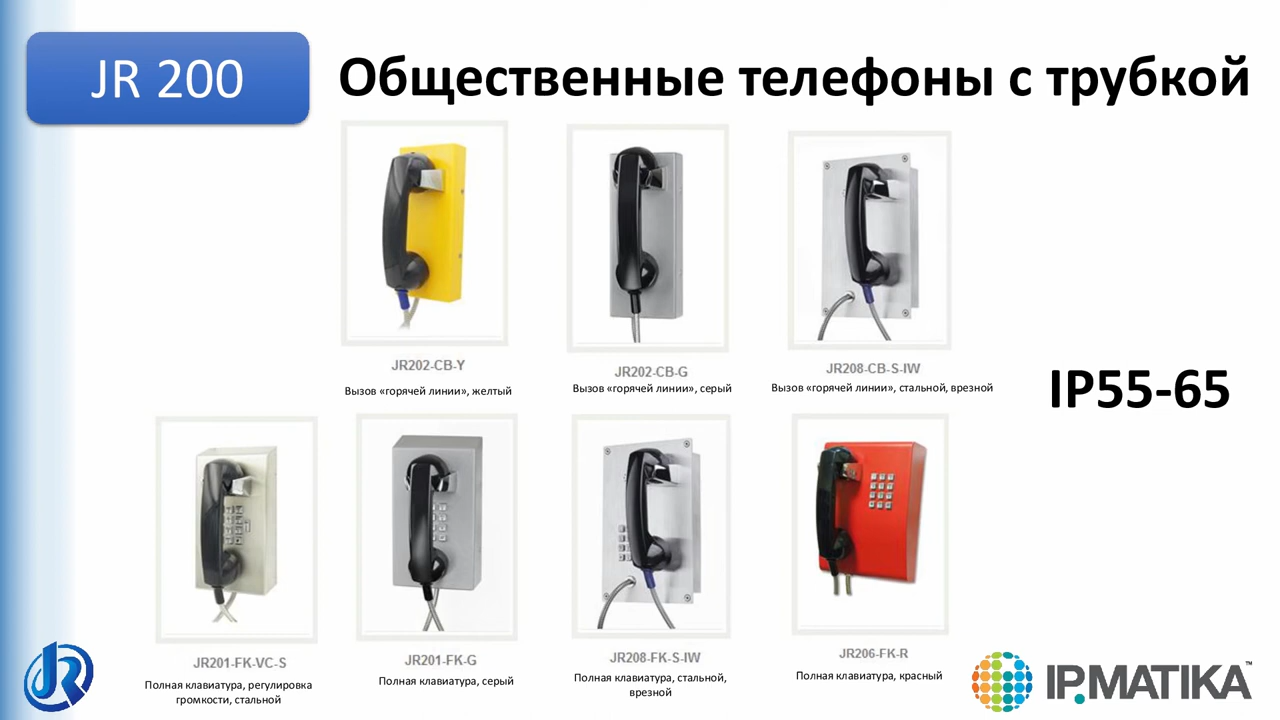 JR 200
Общественные телефоны с трубкой
JR202-CB-Y
JR202-CB-G
JR208-CB-S-IW
Вызов «горячей линии», желтый
Вызов «горячей линии», серый
Вызов «горячей линии», стальной, врезной
IP55-65
JR201-FK-VC-S
JR201-FK-G
JR208-FK-S-IW
JR206-FK-R
Полная клавиатура, регулировка
громкости, стальной
Полная клавиатура, серый
Полная клавиатура, стальной,
врезной
Полная клавиатура, красный
JR
IPMATIKA™